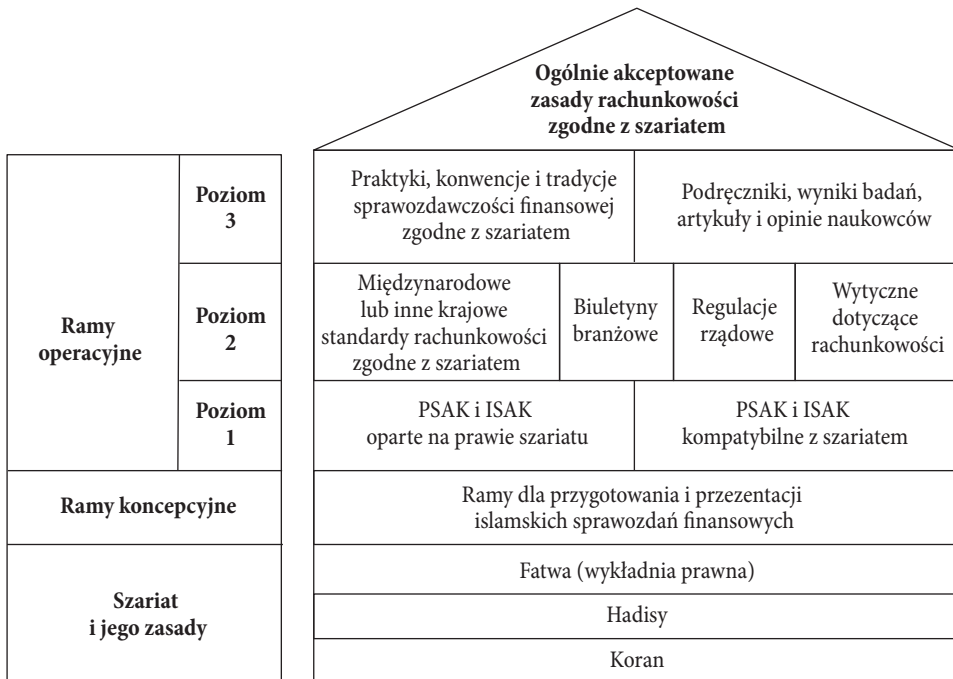 Ogólnie akceptowane
zasady rachunkowości
zgodne z szariatem
Ramy
operacyjne
Poziom
3
Praktyki, konwencje i tradycje
sprawozdawczości finansowej
zgodne z szariatem
Podręczniki, wyniki badań,
artykuły i opinie naukowców
Poziom
2
Międzynarodowe
lub inne krajowe
standardy rachunkowości
zgodne z szariatem
Biuletyny
branżowe
Regulacje
rządowe
Wytyczne
dotyczące
rachunkowości
Poziom
1
PSAK i ISAK
oparte na prawie szariatu
PSAK i ISAK
kompatybilne z szariatem
Ramy koncepcyjne
Ramy dla przygotowania i przezentacji
islamskich sprawozdań finansowych
Szariat
i jego zasady
Fatwa (wykładnia prawna)
Hadisy
Koran